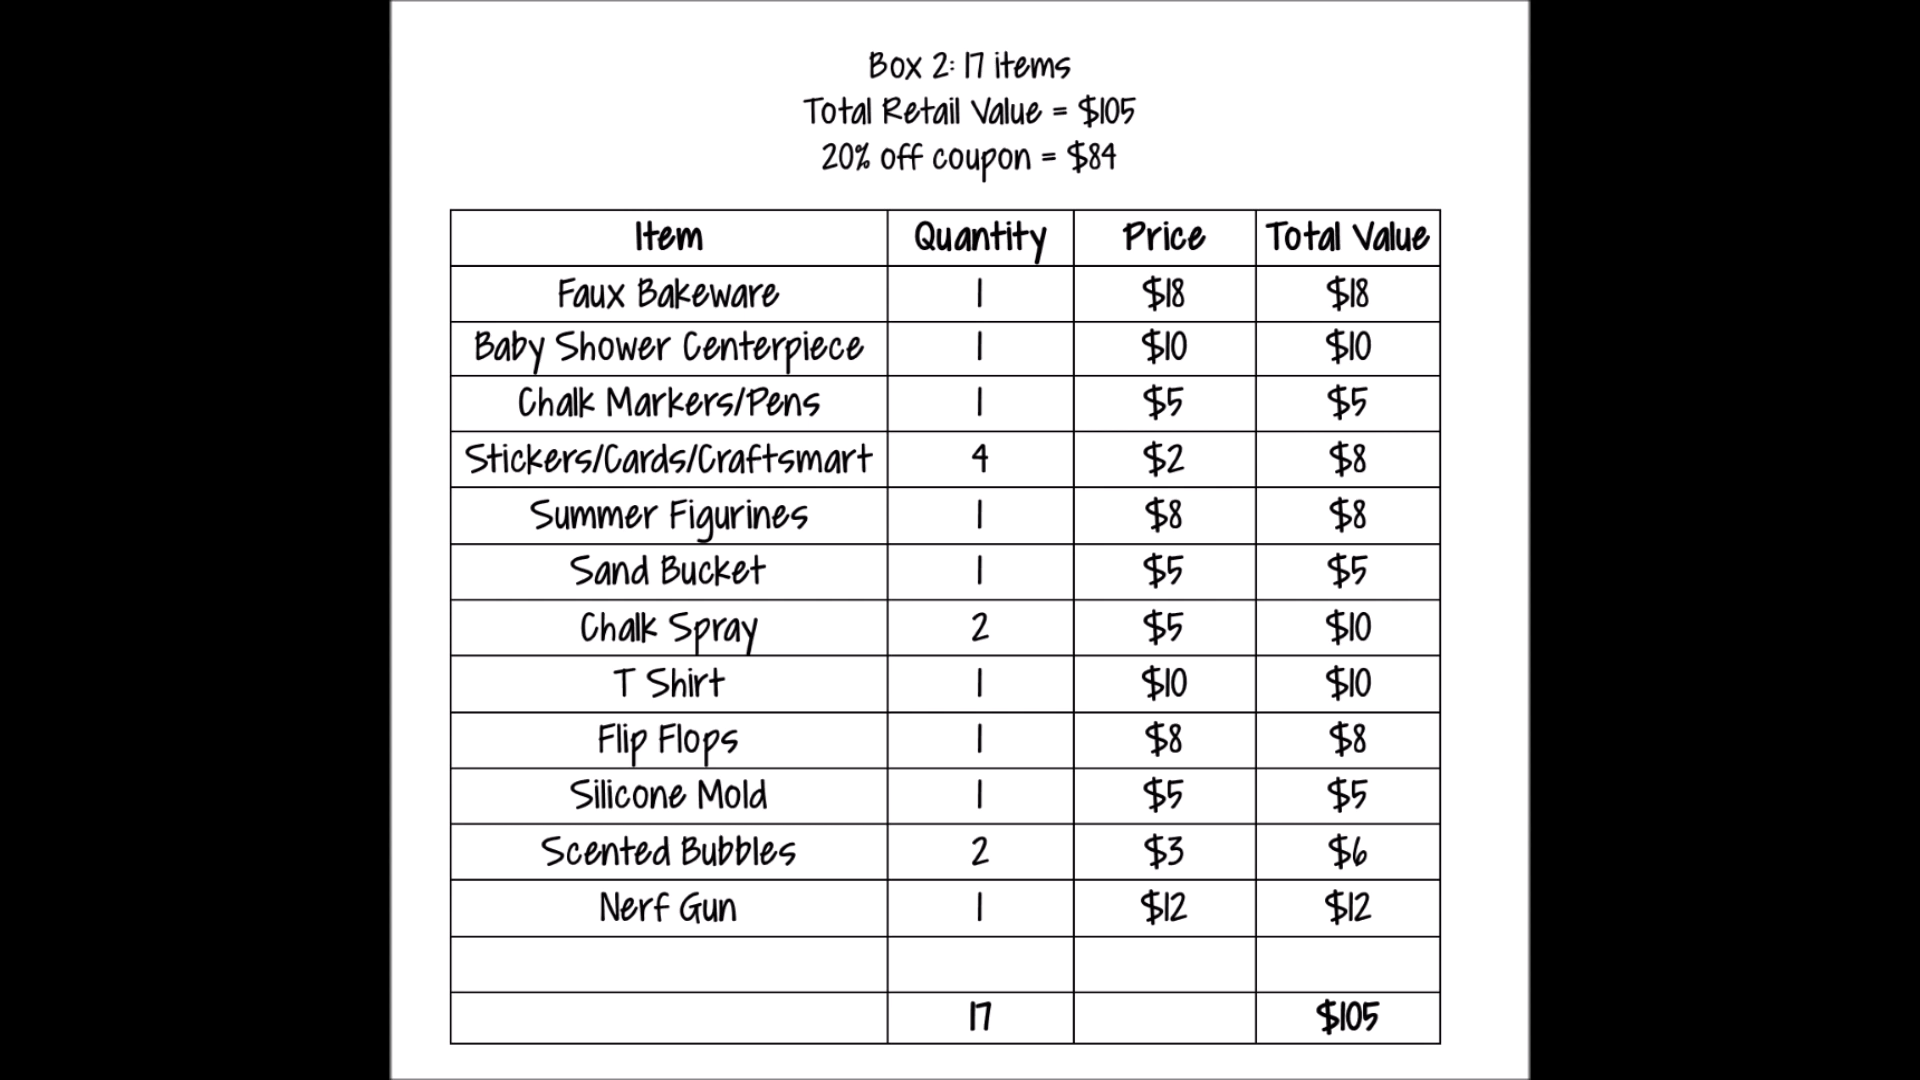 Box 2: 17 items
Total Retail Value = $105
20% off coupon = $84
Item Quantity Price Total Value
Faux Bakeware 1 $18 $18
Baby Shower Centerpiece 1 $10 $10
Chalk Markers/Pens 1 $5 $5
Stickers/Cards/Craftsmart 4 $2 $8
Summer Figurines 1 $8 $8
Sand Bucket 1 $5 $5
Chalk Spray 2 $5 $10
T Shirt 1 $10 $10
Flip Flops 1 $8 $8
Silicone Mold 1 $5 $5
Scented Bubbles 2 $3 $6
Nerf Gun 1 $12 $12
17 $105